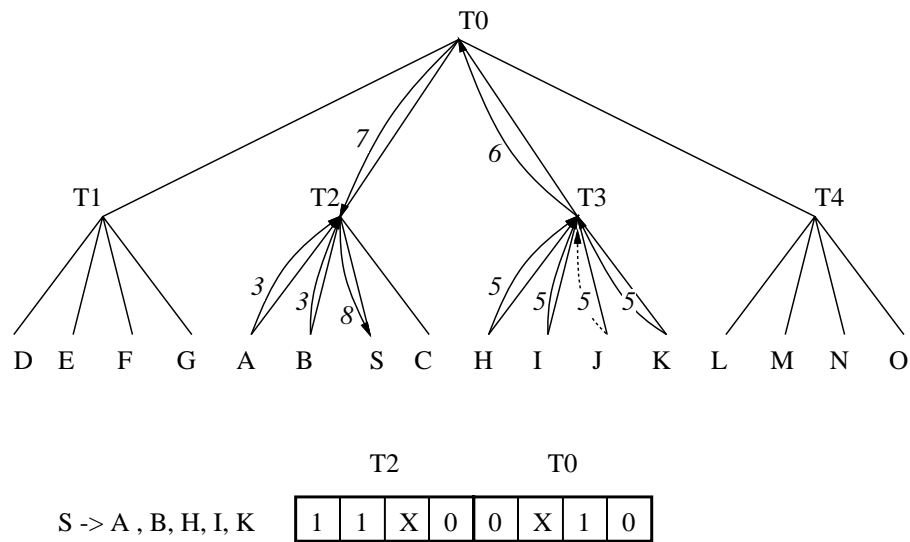 T0
7 6
T1 T2 T3 T4
3 3 8 5 5 5 5
D E F G A B S C H I J K L M N O
T2 T0
S -> A , B, H, I, K 1 1 X 0 0 X 1 0